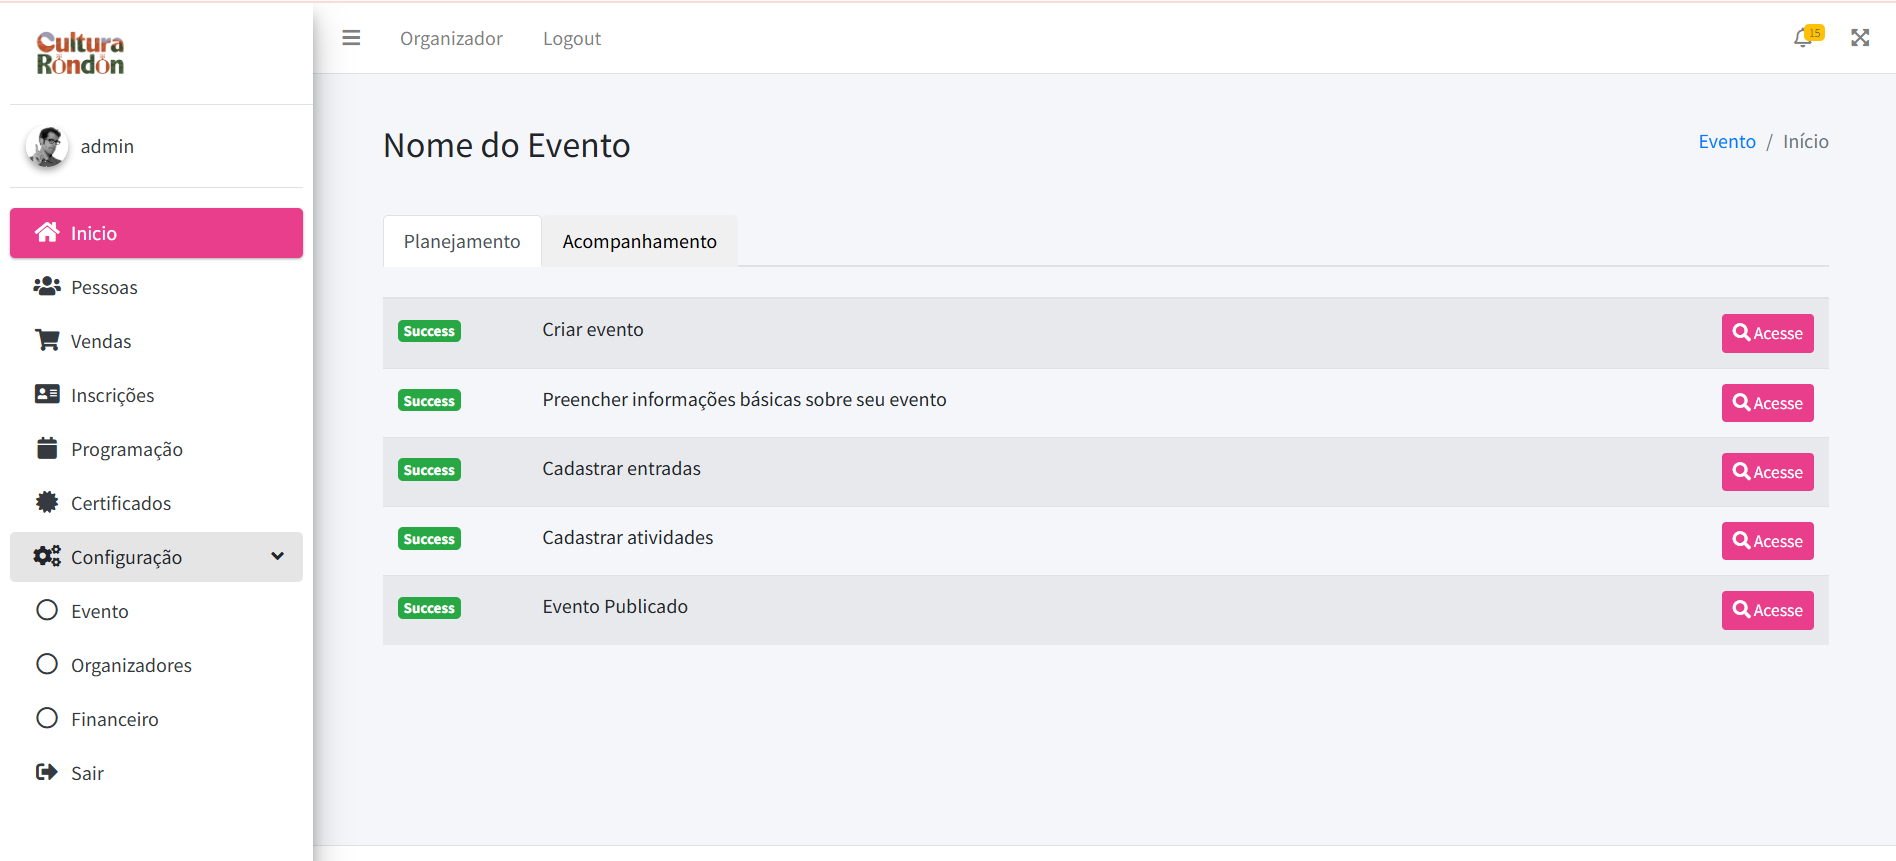 Cultura
Rondon
Organizador
Logout
15
admin
Nome do Evento
Evento / Início
Inicio
Pessoas
Vendas
Inscrições
Programação
Certificados
Configuração
Evento
Organizadores
Financeiro
Sair
Planejamento
Acompanhamento
Success Criar evento Acesse
Success Preencher informações básicas sobre seu evento Acesse
Success Cadastrar entradas Acesse
Success Cadastrar atividades Acesse
Success Evento Publicado Acesse